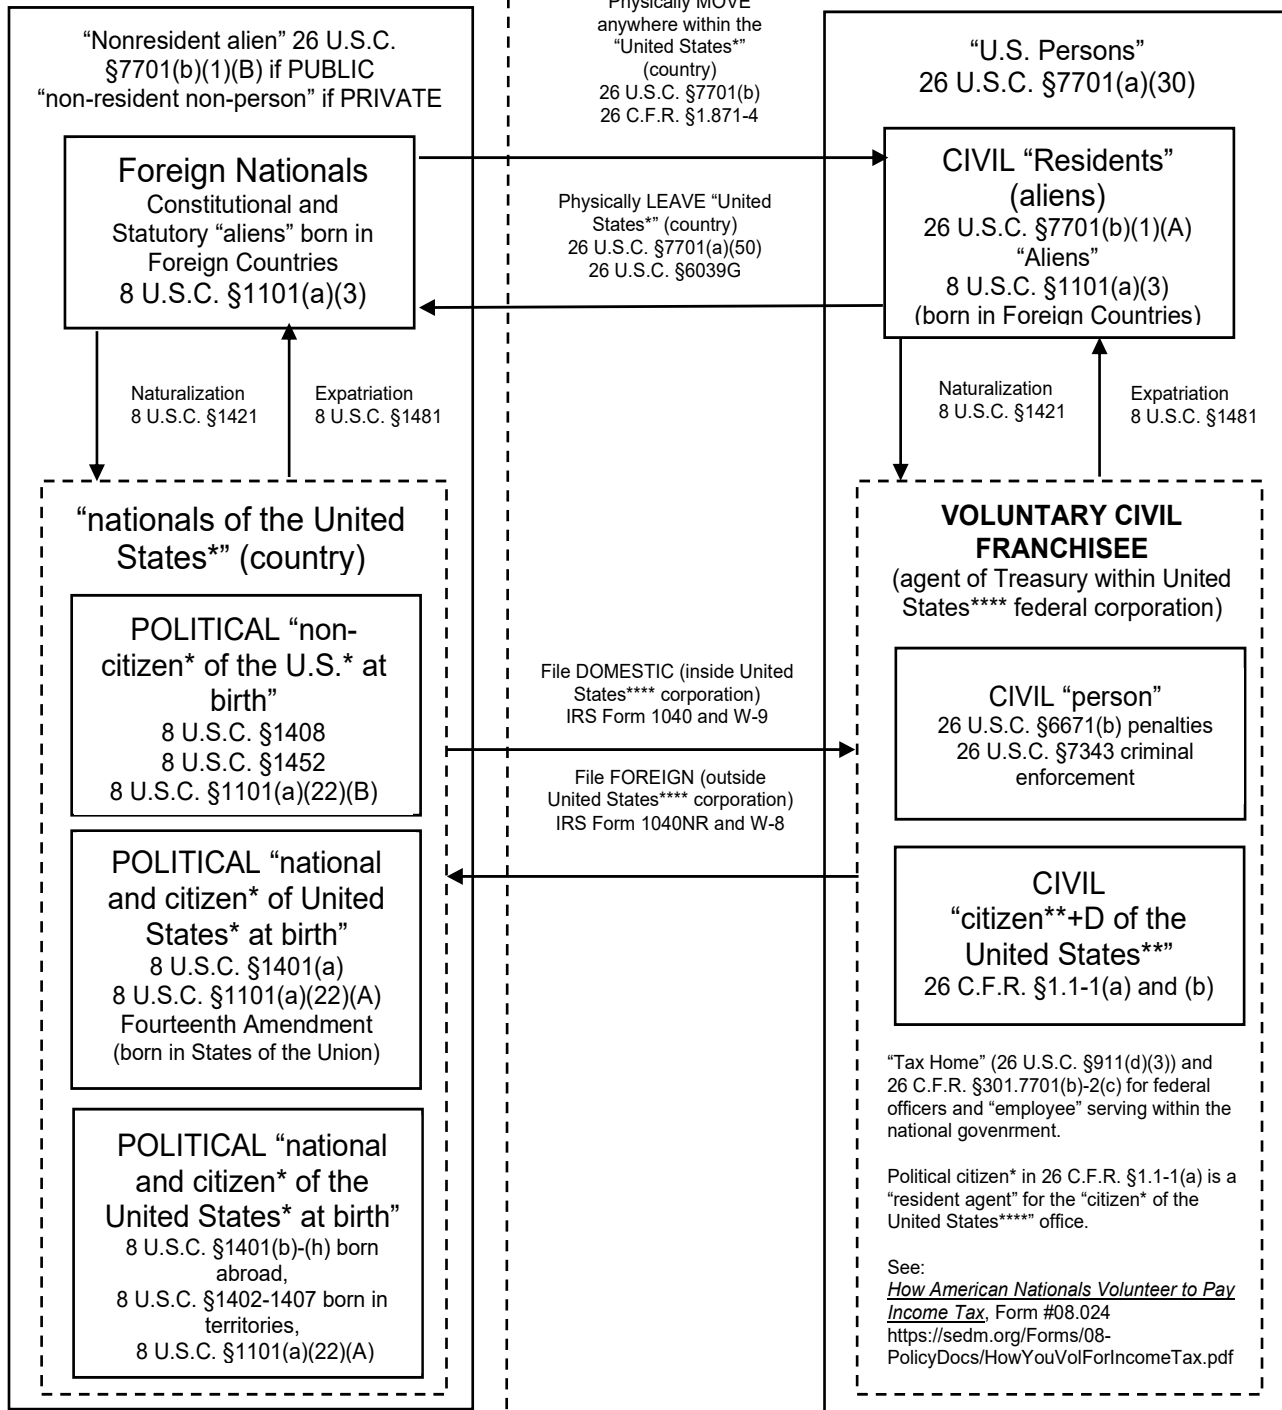 “Nonresident alien” 26 U.S.C.
§7701(b)(1)(B) if PUBLIC
“non-resident non-person” if PRIVATE
Foreign Nationals
Constitutional and
Statutory “aliens” born in
Foreign Countries
8 U.S.C. §1101(a)(3)
Naturalization
8 U.S.C. §1421
Expatriation
8 U.S.C. §1481
“nationals of the United
States*” (country)
POLITICAL “non-
citizen* of the U.S.* at
birth”
8 U.S.C. §1408
8 U.S.C. §1452
8 U.S.C. §1101(a)(22)(B)
POLITICAL “national
and citizen* of United
States* at birth”
8 U.S.C. §1401(a)
8 U.S.C. §1101(a)(22)(A)
Fourteenth Amendment
(born in States of the Union)
POLITICAL “national
and citizen* of the
United States* at birth”
8 U.S.C. §1401(b)-(h) born
abroad,
8 U.S.C. §1402-1407 born in
territories,
8 U.S.C. §1101(a)(22)(A)
Physically MOVE
anywhere within the
“United States*”
(country)
26 U.S.C. §7701(b)
26 C.F.R. §1.871-4
Physically LEAVE “United
States*” (country)
26 U.S.C. §7701(a)(50)
26 U.S.C. §6039G
File DOMESTIC (inside United
States**** corporation)
IRS Form 1040 and W-9
File FOREIGN (outside
United States**** corporation)
IRS Form 1040NR and W-8
“U.S. Persons”
26 U.S.C. §7701(a)(30)
CIVIL “Residents”
(aliens)
26 U.S.C. §7701(b)(1)(A)
“Aliens”
8 U.S.C. §1101(a)(3)
(born in Foreign Countries)
Naturalization
8 U.S.C. §1421
Expatriation
8 U.S.C. §1481
VOLUNTARY CIVIL
FRANCHISEE
(agent of Treasury within United
States**** federal corporation)
CIVIL “person”
26 U.S.C. §6671(b) penalties
26 U.S.C. §7343 criminal
enforcement
CIVIL
“citizen**+D of the
United States**”
26 C.F.R. §1.1-1(a) and (b)
“Tax Home” (26 U.S.C. §911(d)(3)) and
26 C.F.R. §301.7701(b)-2(c) for federal
officers and “employee” serving within the
national govenrment.
Political citizen* in 26 C.F.R. §1.1-1(a) is a
“resident agent” for the “citizen* of the
United States****” office.
See:
How American Nationals Volunteer to Pay
Income Tax, Form #08.024
https://sedm.org/Forms/08-
PolicyDocs/HowYouVolForIncomeTax.pdf